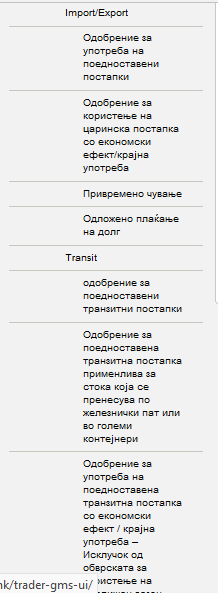 Import/Export
Одобрение за
употреба на
поедноставени
постапки
Одобрение за
користење на
царинска постапка
со економски
ефект/крајна
употреба
Привремено чување
Одложено плаќање
на долг
Transit
одобрение за
поедноставени
транзитни постапки
Одобрение за
поедноставена
транзитна постапка
применлива за
стока која се
пренесува по
железнички пат или
во големи
контејнери
Одобрение за
употреба на
поедноставена
транзитна постапка
со економски
ефект / крајна
употреба –
Исклучок од
обврската за
ристење на
nk/trader-gms-ui/